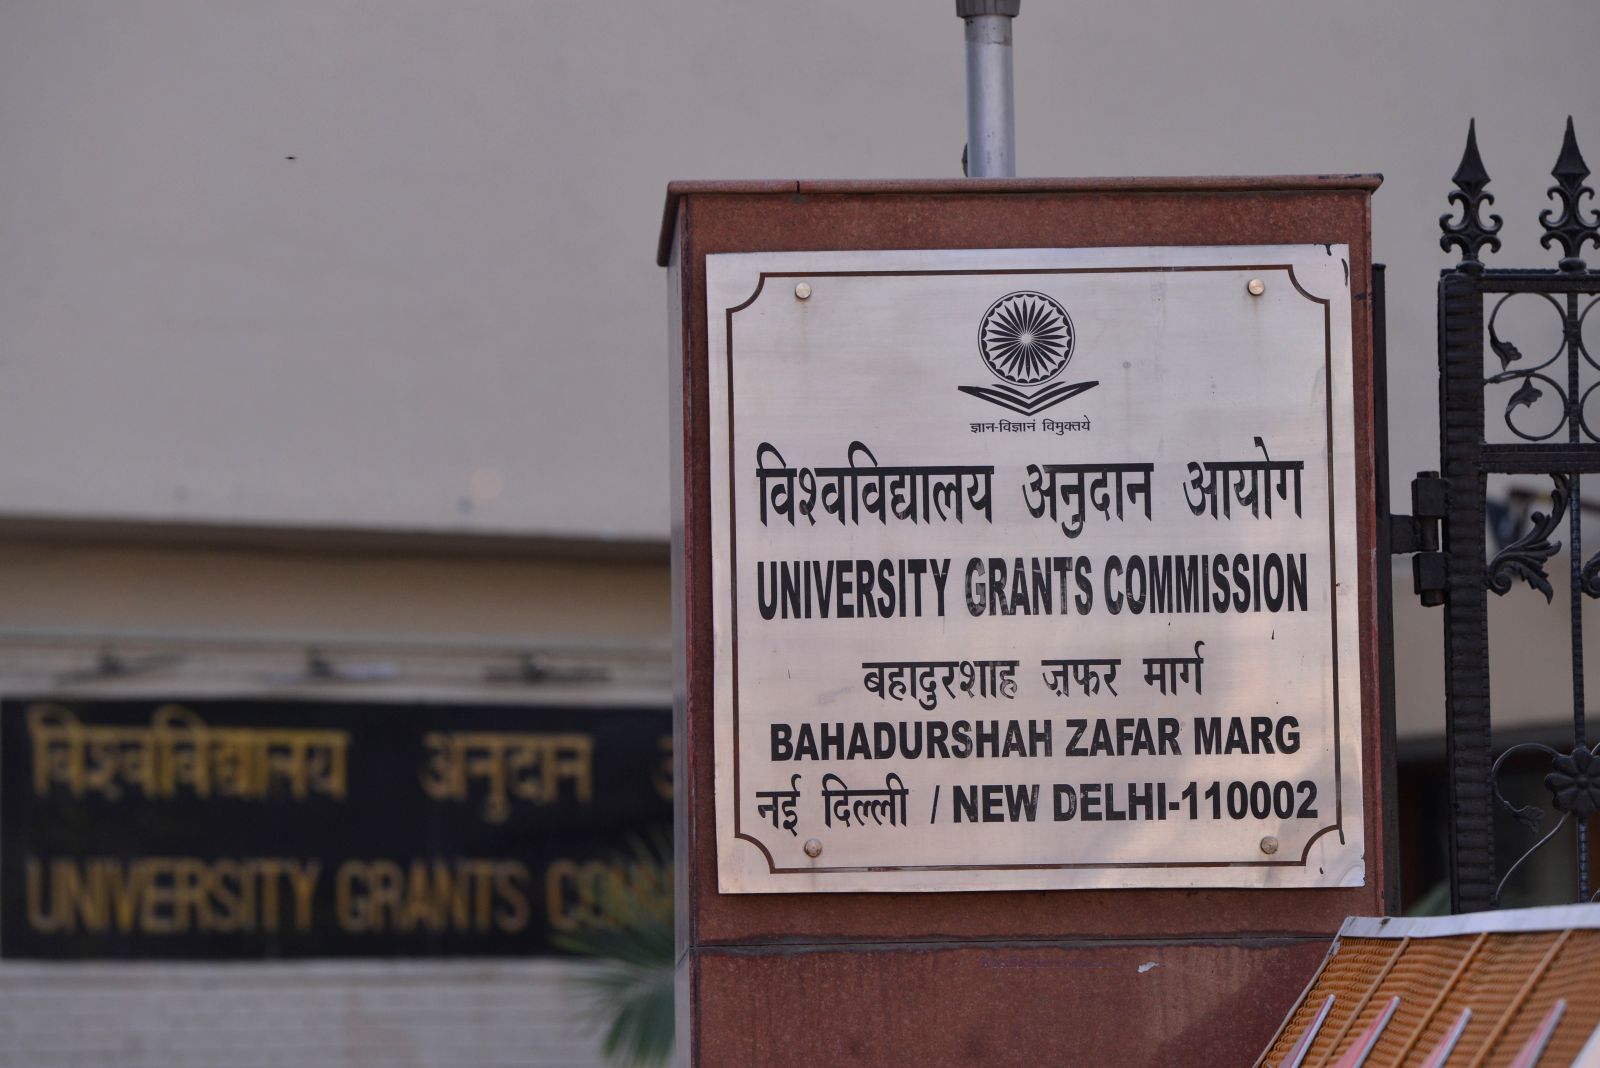 ज्ञान-विज्ञानं विमुक्तये
विश्वविद्यालय अनुदान आयोग
UNIVERSITY GRANTS COMMISSION
बहादुरशाह ज़फर मार्ग
BAHADURSHAH ZAFAR MARG
नई दिल्ली / NEW DELHI-110002
विश्वविद्यालय अनुदान
UNIVERSITY GRANTS